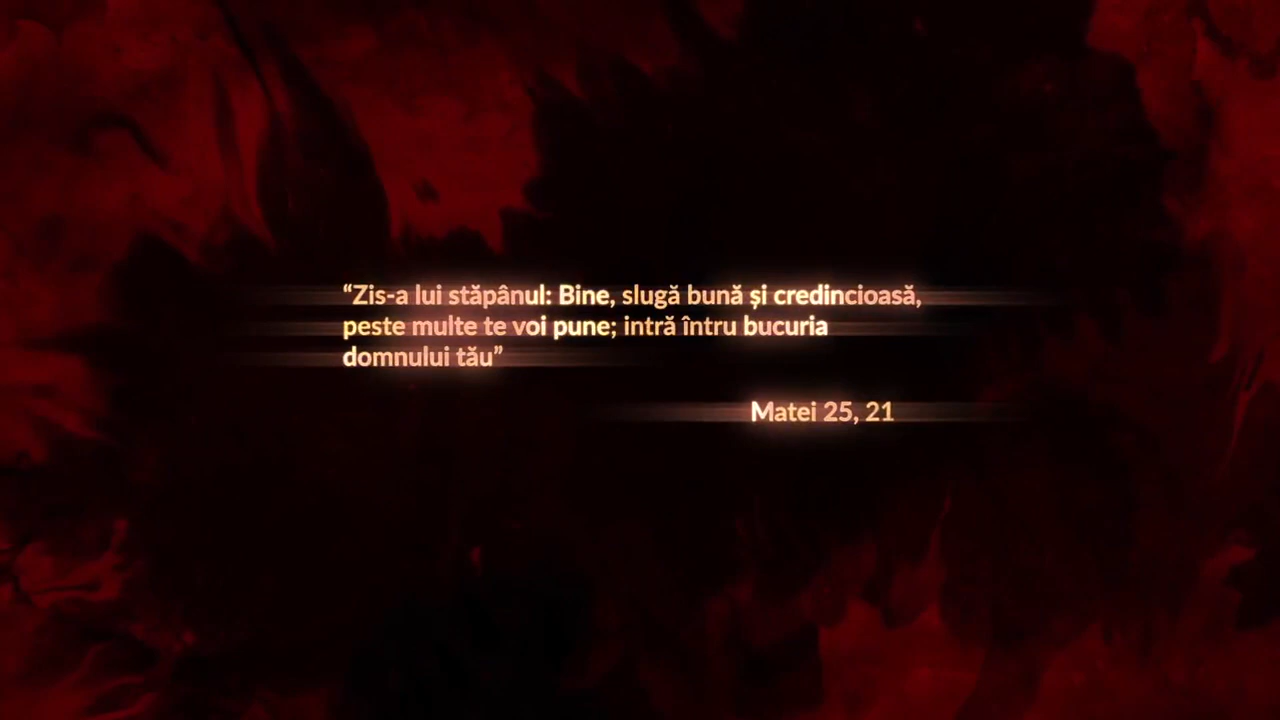 “Zis-a lui stăpânul: Bine, slugă bună și credincioasă,
peste multe te voi pune; intră întru bucuria
domnului tău”
Matei 25, 21